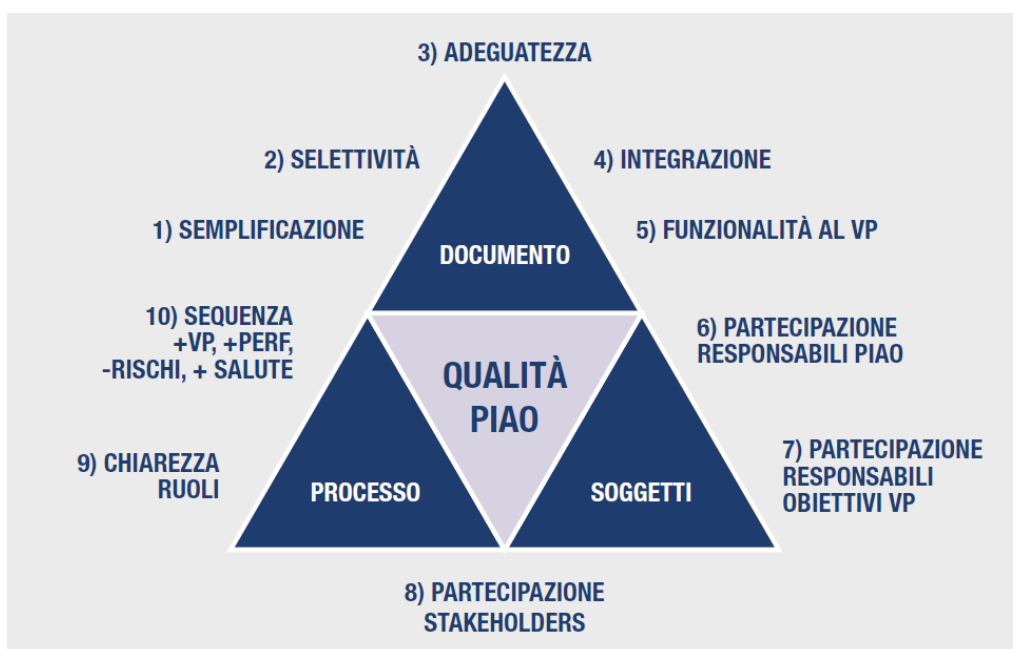 3) ADEGUATEZZA
2) SELETTIVITÀ
4) INTEGRAZIONE
1) SEMPLIFICAZIONE
5) FUNZIONALITÀ AL VP
DOCUMENTO
10) SEQUENZA
+VP, +PERF,
-RISCHI, + SALUTE
6) PARTECIPAZIONE
RESPONSABILI PIAO
QUALITÀ
PIAO
9) CHIAREZZA
RUOLI
PROCESSO
SOGGETTI
7) PARTECIPAZIONE
RESPONSABILI
OBIETTIVI VP
8) PARTECIPAZIONE
STAKEHOLDERS